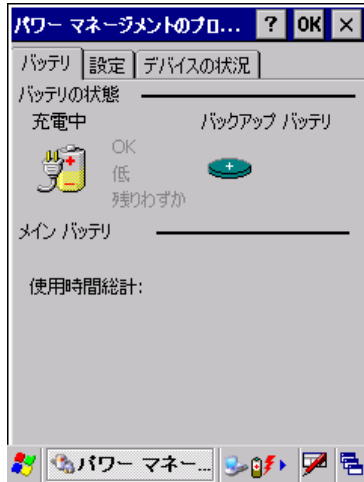 パワー マネージメントのプロ... ? OK ×
バッテリ 設定 デバイスの状況
バッテリの状態
充電中 バックアップ バッテリ
OK
低
残りわずか
メイン バッテリ
使用時間総計:
パワー マネー...